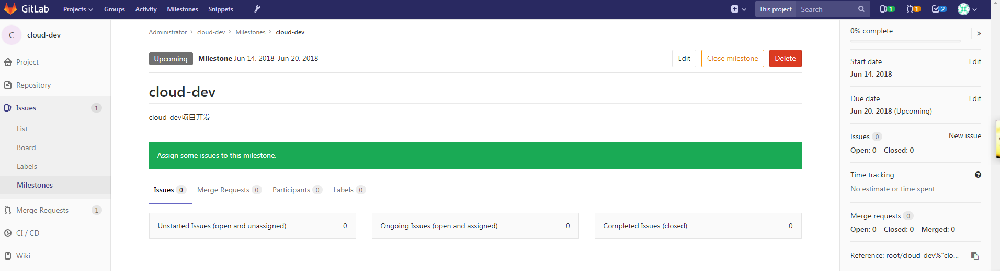 GitLab Projects Groups Activity Milestones Snippets This project Search 1 1 2
C cloud-dev
Project
Repository
Issues 1
List
Board
Labels
Milestones
Merge Requests 1
CI / CD
Wiki
Administrator › cloud-dev › Milestones › cloud-dev
Upcoming Milestone Jun 14, 2018–Jun 20, 2018 Edit Close milestone Delete
cloud-dev
cloud-dev项目开发
Assign some issues to this milestone.
Issues 0 Merge Requests 0 Participants 0 Labels 0
Unstarted Issues (open and unassigned) 0
Ongoing Issues (open and assigned) 0
Completed Issues (closed) 0
0% complete »
Start date Edit
Jun 14, 2018
Due date Edit
Jun 20, 2018 (Upcoming)
Issues 0 New issue
Open: 0 Closed: 0
Time tracking ?
No estimate or time spent
Merge requests 0
Open: 0 Closed: 0 Merged: 0
Reference: root/cloud-dev%"clo...